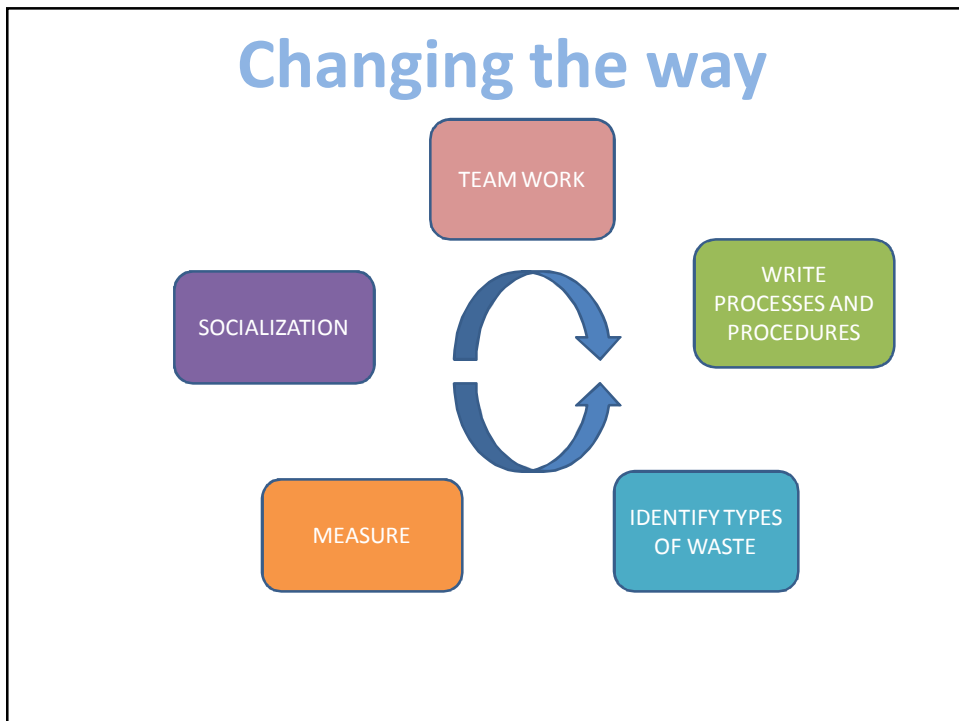 Changing the way
TEAM WORK
WRITE
PROCESSES AND
PROCEDURES
SOCIALIZATION
MEASURE
IDENTIFY TYPES
OF WASTE